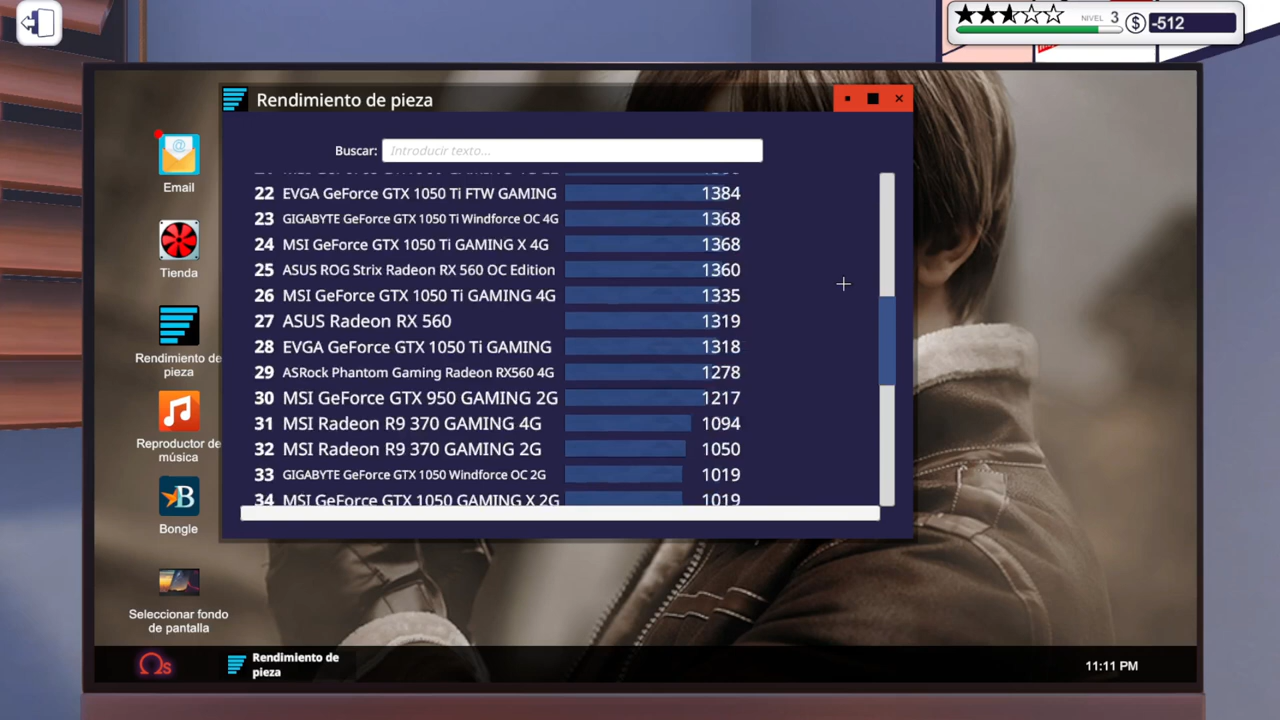 NIVEL 3
$ -512
Rendimiento de pieza
Buscar: Introducir texto...
22 EVGA GeForce GTX 1050 Ti FTW GAMING 1384
23 GIGABYTE GeForce GTX 1050 Ti Windforce OC 4G 1368
24 MSI GeForce GTX 1050 Ti GAMING X 4G 1368
25 ASUS ROG Strix Radeon RX 560 OC Edition 1360
26 MSI GeForce GTX 1050 Ti GAMING 4G 1335
27 ASUS Radeon RX 560 1319
28 EVGA GeForce GTX 1050 Ti GAMING 1318
29 ASRock Phantom Gaming Radeon RX560 4G 1278
30 MSI GeForce GTX 950 GAMING 2G 1217
31 MSI Radeon R9 370 GAMING 4G 1094
32 MSI Radeon R9 370 GAMING 2G 1050
33 GIGABYTE GeForce GTX 1050 Windforce OC 2G 1019
34 MSI GeForce GTX 1050 GAMING X 2G 1019
Email
Tienda
Rendimiento de
pieza
Reproductor de
música
Bongle
Seleccionar fondo
de pantalla
Ωs
Rendimiento de
pieza
11:11 PM